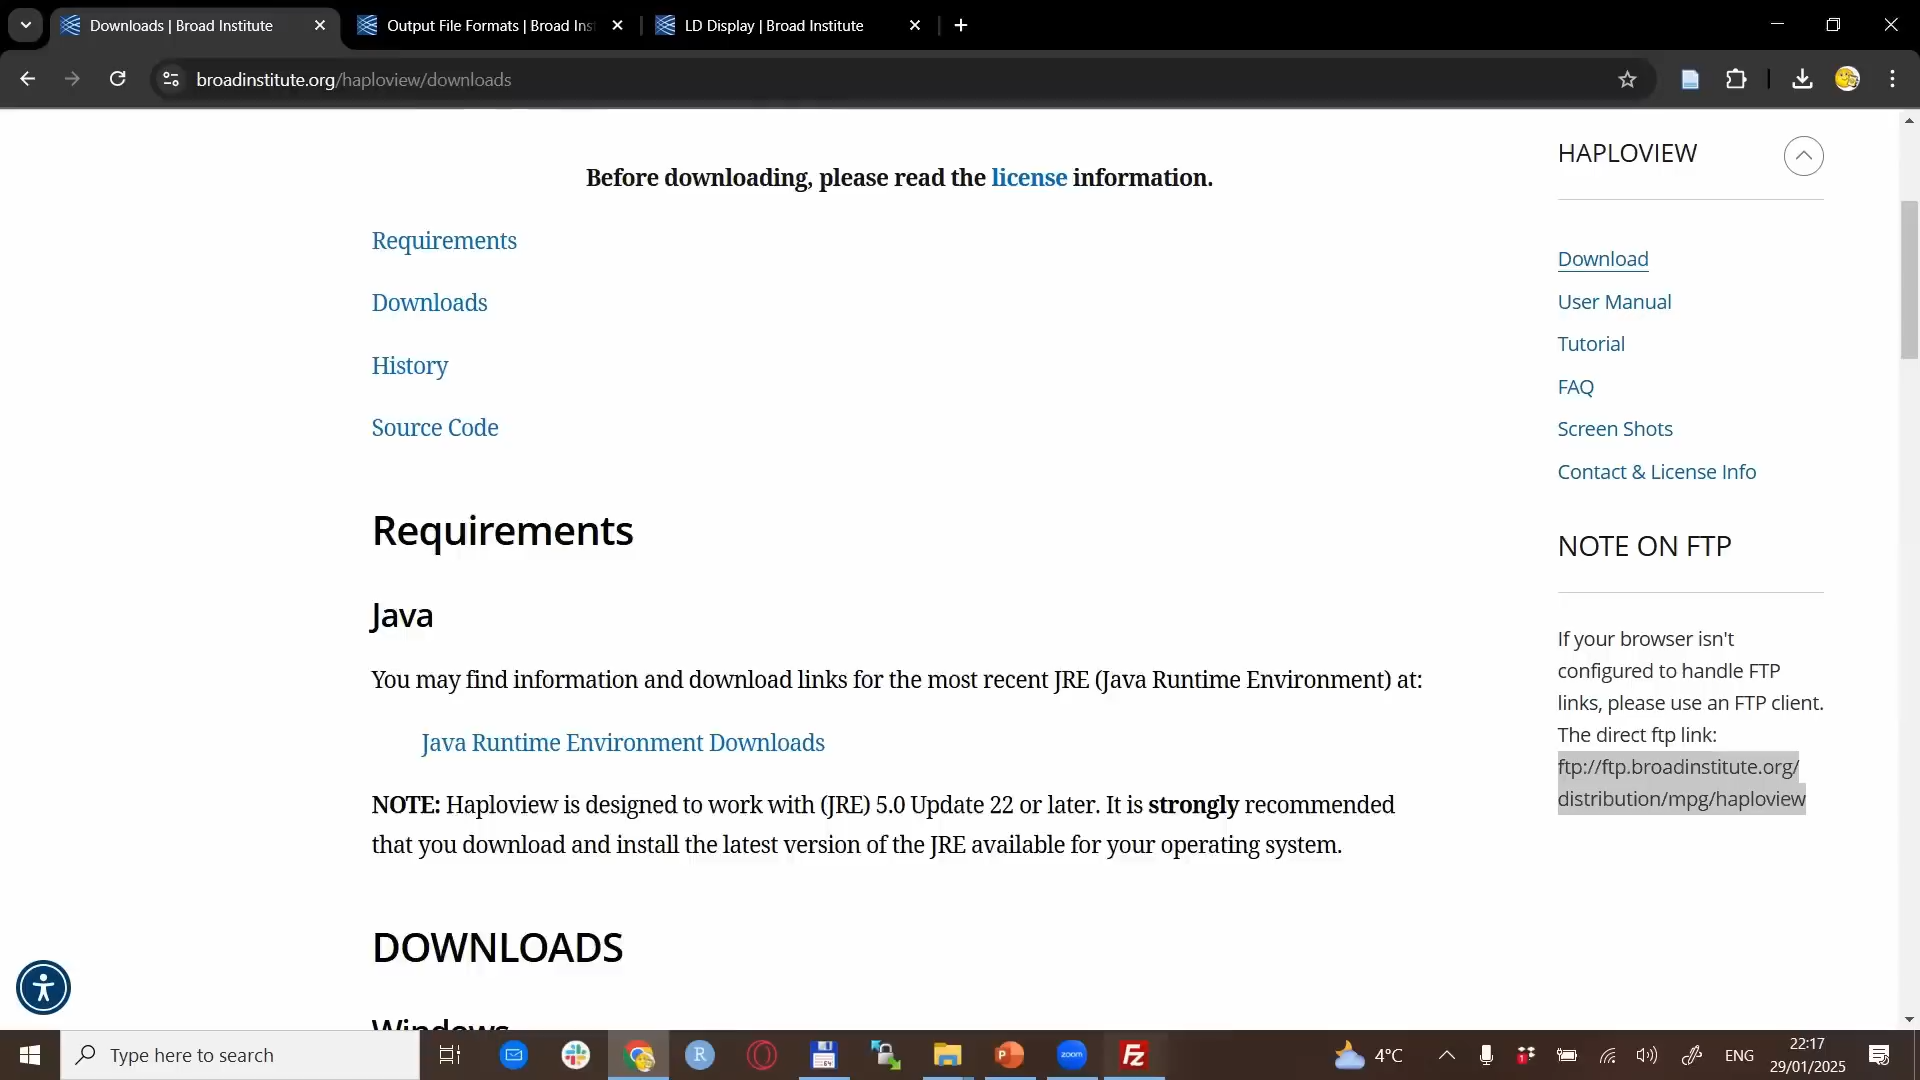 Downloads | Broad Institute
Output File Formats | Broad Ins
LD Display | Broad Institute
broadinstitute.org/haploview/downloads
Before downloading, please read the license information.
Requirements
Downloads
History
Source Code
Requirements
Java
You may find information and download links for the most recent JRE (Java Runtime Environment) at:
Java Runtime Environment Downloads
NOTE: Haploview is designed to work with (JRE) 5.0 Update 22 or later. It is strongly recommended
that you download and install the latest version of the JRE available for your operating system.
DOWNLOADS
Windows
HAPLOVIEW
Download
User Manual
Tutorial
FAQ
Screen Shots
Contact & License Info
NOTE ON FTP
If your browser isn't
configured to handle FTP
links, please use an FTP client.
The direct ftp link:
ftp://ftp.broadinstitute.org/
distribution/mpg/haploview
Type here to search
R
P
zoom
Fz
4°C
1
ENG
22:17
29/01/2025